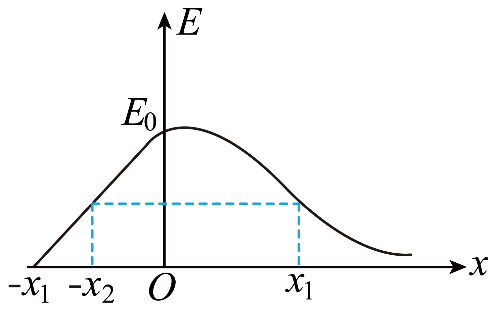 E
E₀
-x₁ -x₂ O x₁ x